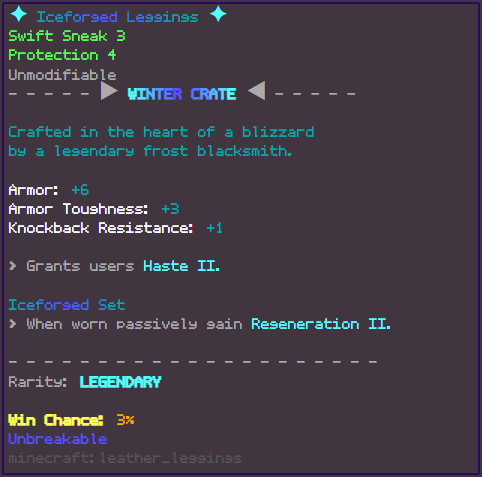 ✦ Iceforged Leggings ✦
Swift Sneak 3
Protection 4
Unmodifiable
- - - - - ▶ WINTER CRATE ◀ - - - - -
Crafted in the heart of a blizzard
by a legendary frost blacksmith.
Armor: +6
Armor Toughness: +3
Knockback Resistance: +1
> Grants users Haste II.
Iceforged Set
> When worn passively gain Regeneration II.
- - - - - - - - - - - - - - - - - - - - -
Rarity: LEGENDARY
Win Chance: 3%
Unbreakable
minecraft:leather_leggings